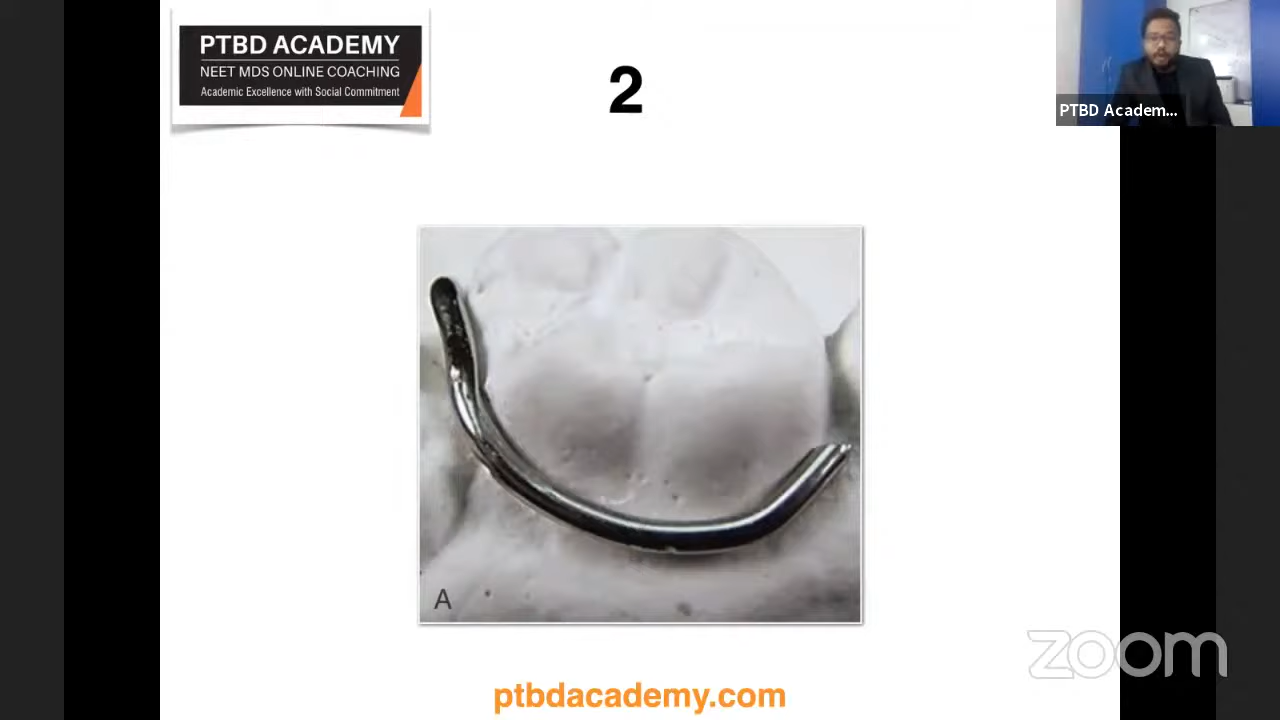 PTBD ACADEMY
NEET MDS ONLINE COACHING
Academic Excellence with Social Commitment
2
PTBD Academ...
A
zoom
ptbdacademy.com